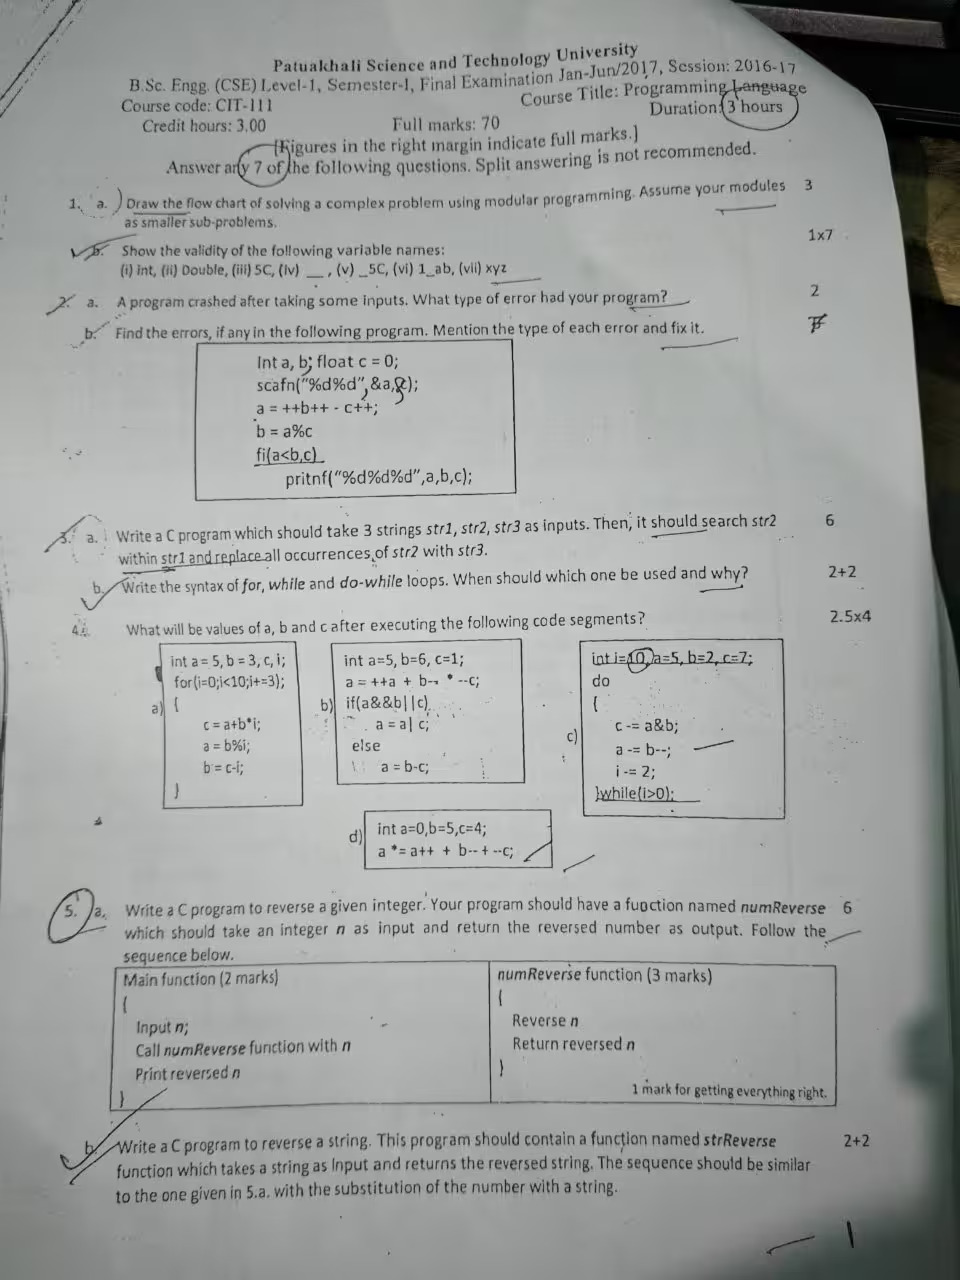 Patuakhali Science and Technology University
B.Sc. Engg. (CSE) Level-1, Semester-I, Final Examination Jan-Jun/2017, Session: 2016-17
Course code: CIT-111 Course Title: Programming Language
Credit hours: 3.00 Full marks: 70 Duration: 3 hours
[Figures in the right margin indicate full marks.]
Answer any 7 of the following questions. Split answering is not recommended.
1. a. Draw the flow chart of solving a complex problem using modular programming. Assume your modules 3
as smaller sub-problems.
b. Show the validity of the following variable names: 1x7
(i) int, (ii) Double, (iii) 5C, (iv) __, (v) _5C, (vi) 1_ab, (vii) xyz
2. a. A program crashed after taking some inputs. What type of error had your program? 2
b. Find the errors, if any in the following program. Mention the type of each error and fix it.
Int a, b; float c = 0;
scafn("%d%d",&a,c);
a = ++b++ - c++;
b = a%c
fi(a<b,c)
pritnf("%d%d%d",a,b,c);
3. a. Write a C program which should take 3 strings str1, str2, str3 as inputs. Then, it should search str2 6
within str1 and replace all occurrences of str2 with str3.
b. Write the syntax of for, while and do-while loops. When should which one be used and why? 2+2
4. What will be values of a, b and c after executing the following code segments? 2.5x4
a)
int a = 5, b = 3, c, i;
for(i=0;i<10;i+=3);
{
c = a+b*i;
a = b%i;
b = c-i;
}
b)
int a=5, b=6, c=1;
a = ++a + b-- * --c;
if(a&&b||c)
a = a| c;
else
a = b-c;
c)
int i=10, a=5, b=2, c=7;
do
{
c -= a&b;
a -= b--;
i -= 2;
}while(i>0);
d)
int a=0,b=5,c=4;
a *= a++ + b-- + --c;
5. a. Write a C program to reverse a given integer. Your program should have a function named numReverse 6
which should take an integer n as input and return the reversed number as output. Follow the
sequence below.
Main function (2 marks)
{
Input n;
Call numReverse function with n
Print reversed n
}
numReverse function (3 marks)
{
Reverse n
Return reversed n
}
1 mark for getting everything right.
b. Write a C program to reverse a string. This program should contain a function named strReverse 2+2
function which takes a string as Input and returns the reversed string. The sequence should be similar
to the one given in 5.a. with the substitution of the number with a string.
1